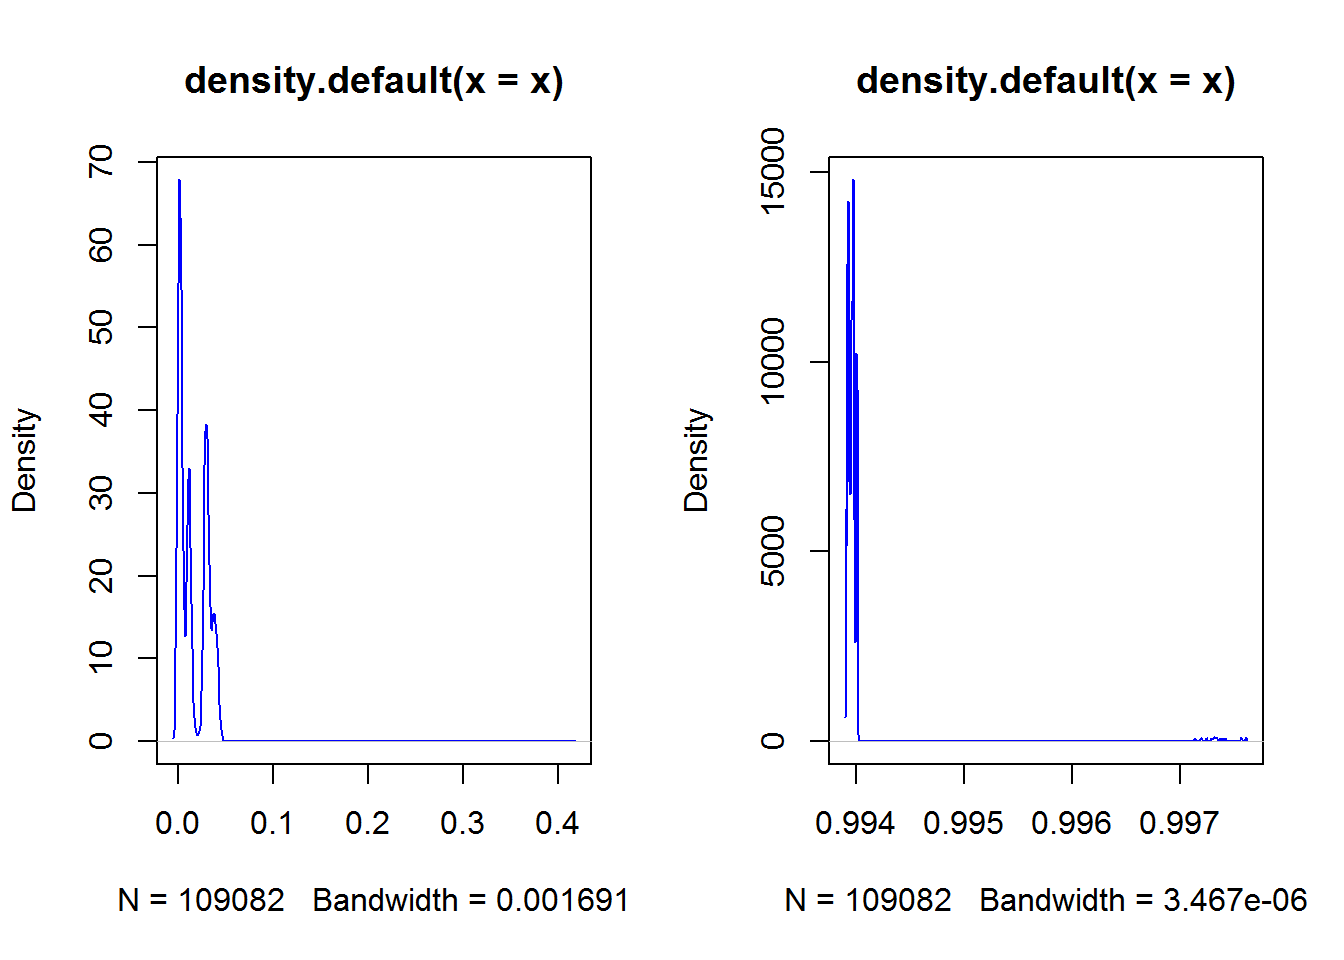 density.default(x = x)
Density
70
60
50
40
30
20
10
0
0.0 0.1 0.2 0.3 0.4
N = 109082 Bandwidth = 0.001691
density.default(x = x)
Density
15000
10000
5000
0
0.994 0.995 0.996 0.997
N = 109082 Bandwidth = 3.467e-06